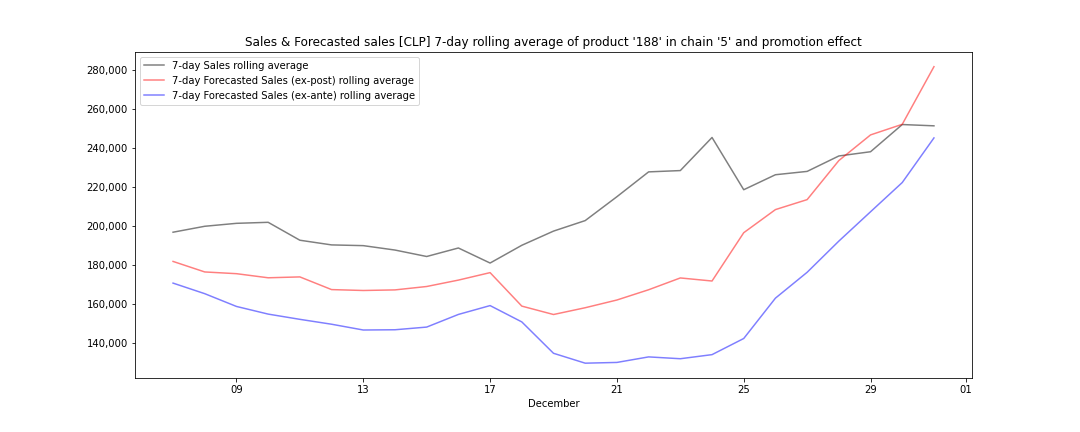 Sales & Forecasted sales [CLP] 7-day rolling average of product '188' in chain '5' and promotion effect
7-day Sales rolling average
7-day Forecasted Sales (ex-post) rolling average
7-day Forecasted Sales (ex-ante) rolling average
280,000
260,000
240,000
220,000
200,000
180,000
160,000
140,000
09 13 17 21 25 29 01
December